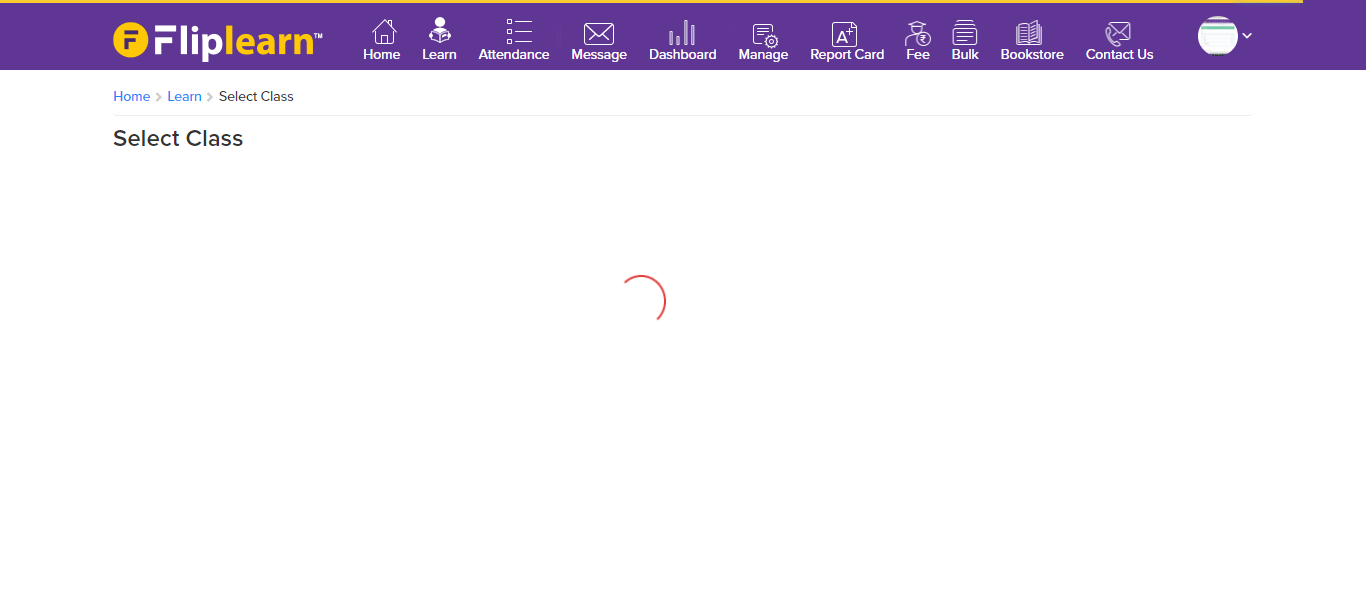 Fliplearn™
Home Learn Attendance Message Dashboard Manage Report Card Fee Bulk Bookstore Contact Us
Home > Learn > Select Class
Select Class